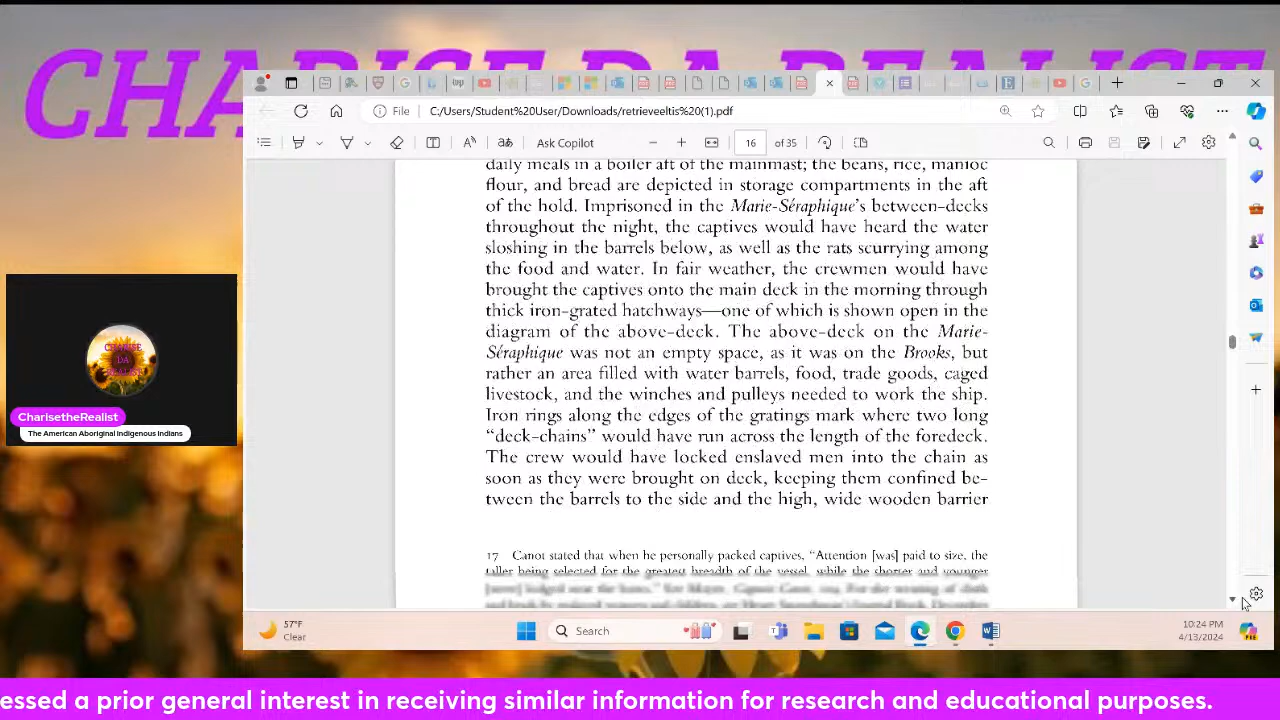 CHARISE DA REALIST
File
C:/Users/Student%20User/Downloads/retrieveeltis%20(1).pdf
Ask Copilot
16
of 35
daily meals in a boiler aft of the mainmast; the beans, rice, manioc
flour, and bread are depicted in storage compartments in the aft
of the hold. Imprisoned in the Marie-Séraphique's between-decks
throughout the night, the captives would have heard the water
sloshing in the barrels below, as well as the rats scurrying among
the food and water. In fair weather, the crewmen would have
brought the captives onto the main deck in the morning through
thick iron-grated hatchways—one of which is shown open in the
diagram of the above-deck. The above-deck on the Marie-
Séraphique was not an empty space, as it was on the Brooks, but
rather an area filled with water barrels, food, trade goods, caged
livestock, and the winches and pulleys needed to work the ship.
Iron rings along the edges of the gratings mark where two long
"deck-chains" would have run across the length of the foredeck.
The crew would have locked enslaved men into the chain as
soon as they were brought on deck, keeping them confined be-
tween the barrels to the side and the high, wide wooden barrier
17 Canot stated that when he personally packed captives, "Attention [was] paid to size, the
taller being selected for the greatest breadth of the vessel, while the shorter and younger
CHARISE
DA
REALIST
CharisetheRealist
The American Aboriginal Indigenous Indians
57°F
Clear
Search
10:24 PM
4/13/2024
essed a prior general interest in receiving similar information for research and educational purposes.